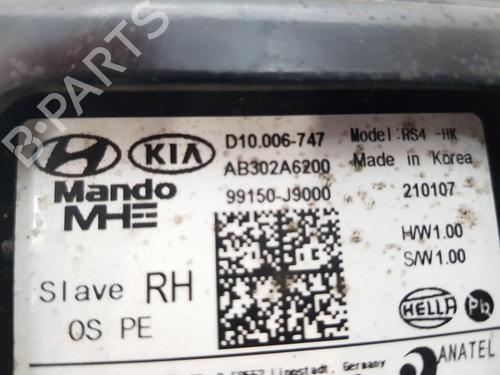 B-PARTS
KIA
D10.006-747
Model: RS4 -HK
AB302A6200
Made in Korea
Mando
99150-J9000
210107
MHE
H/W1.00
S/W1.00
Slave RH
OS PE
HELLA
Pb
ANATEL
Lippstadt, Germany